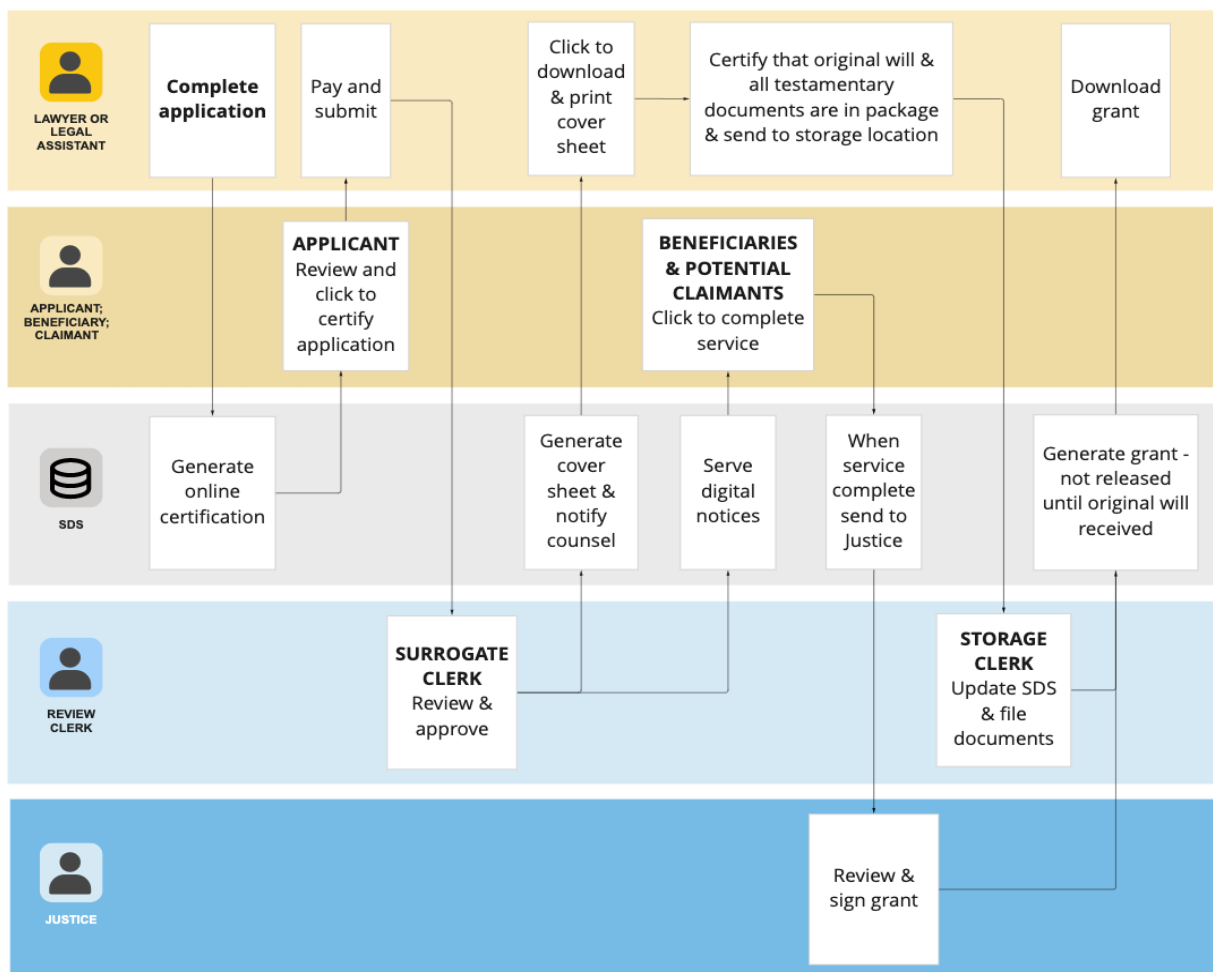 LAWYER OR
LEGAL
ASSISTANT
Complete
application
Pay and
submit
Click to
download
& print
cover
sheet
Certify that original will &
all testamentary
documents are in package
& send to storage location
Download
grant
APPLICANT;
BENEFICIARY;
CLAIMANT
APPLICANT
Review and
click to
certify
application
BENEFICIARIES
& POTENTIAL
CLAIMANTS
Click to complete
service
SDS
Generate
online
certification
Generate
cover
sheet &
notify
counsel
Serve
digital
notices
When
service
complete
send to
Justice
Generate grant -
not released
until original will
received
REVIEW
CLERK
SURROGATE
CLERK
Review &
approve
STORAGE
CLERK
Update SDS
& file
documents
JUSTICE
Review &
sign grant